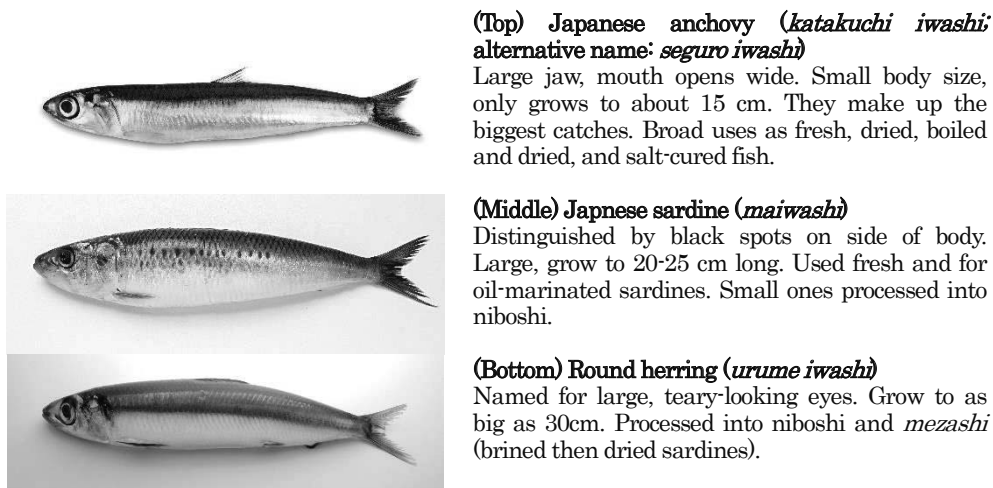 (Top) Japanese anchovy (katakuchi iwashi;
alternative name: seguro iwashi)
Large jaw, mouth opens wide. Small body size,
only grows to about 15 cm. They make up the
biggest catches. Broad uses as fresh, dried, boiled
and dried, and salt-cured fish.
(Middle) Japnese sardine (maiwashi)
Distinguished by black spots on side of body.
Large, grow to 20-25 cm long. Used fresh and for
oil-marinated sardines. Small ones processed into
niboshi.
(Bottom) Round herring (urume iwashi)
Named for large, teary-looking eyes. Grow to as
big as 30cm. Processed into niboshi and mezashi
(brined then dried sardines).